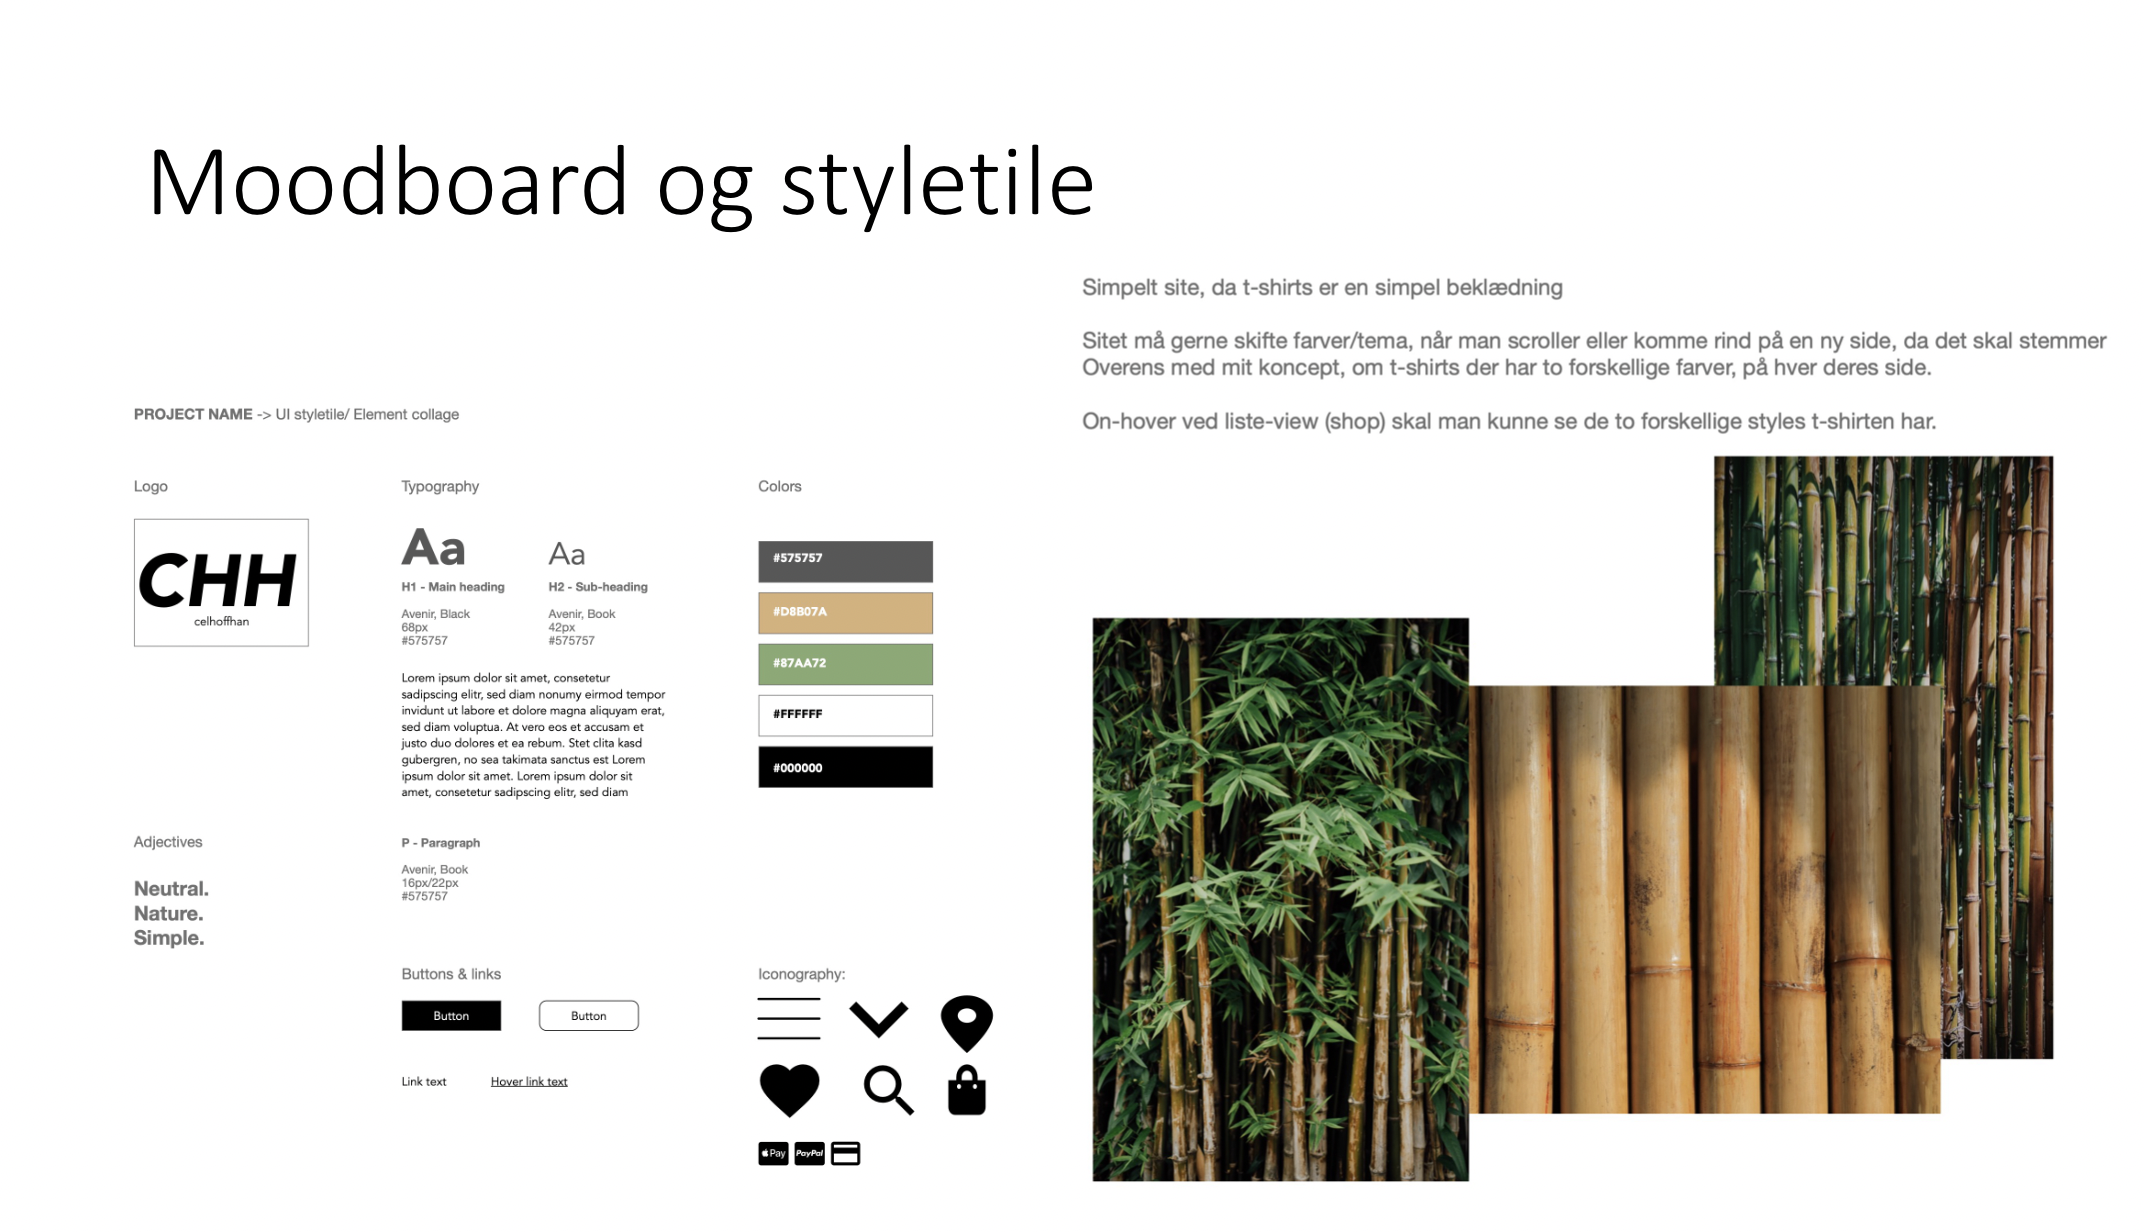 Moodboard og styletile
Simpelt site, da t-shirts er en simpel beklædning
Sitet må gerne skifte farver/tema, når man scroller eller komme rind på en ny side, da det skal stemmer
Overens med mit koncept, om t-shirts der har to forskellige farver, på hver deres side.
On-hover ved liste-view (shop) skal man kunne se de to forskellige styles t-shirten har.
PROJECT NAME -> UI styletile/ Element collage
Logo
CHH
celhoffhan
Adjectives
Neutral.
Nature.
Simple.
Typography
Aa
H1 - Main heading
Avenir, Black
68px
#575757
Aa
H2 - Sub-heading
Avenir, Book
42px
#575757
Lorem ipsum dolor sit amet, consetetur
sadipscing elitr, sed diam nonumy eirmod tempor
invidunt ut labore et dolore magna aliquyam erat,
sed diam voluptua. At vero eos et accusam et
justo duo dolores et ea rebum. Stet clita kasd
gubergren, no sea takimata sanctus est Lorem
ipsum dolor sit amet. Lorem ipsum dolor sit
amet, consetetur sadipscing elitr, sed diam
P - Paragraph
Avenir, Book
16px/22px
#575757
Buttons & links
Button
Button
Link text
Hover link text
Colors
#575757
#D8B07A
#87AA72
#FFFFFF
#000000
Iconography:
Pay
PayPal